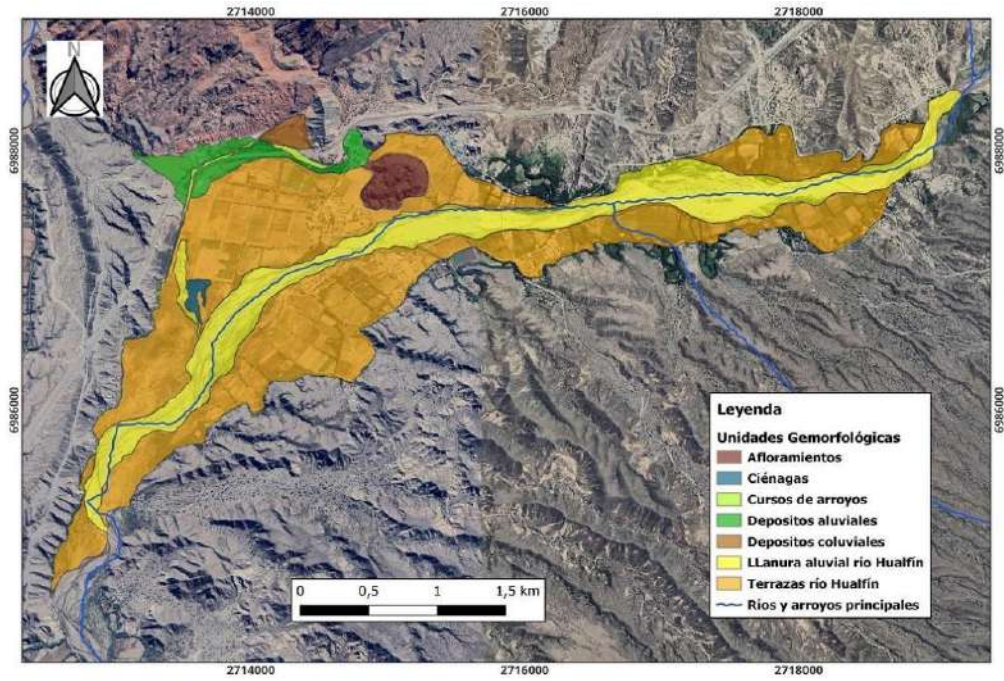 2714000
2716000
2718000
N
6988000
6988000
6986000
6986000
Leyenda
Unidades Gemorfológicas
Afloramientos
Ciénagas
Cursos de arroyos
Depositos aluviales
Depositos coluviales
LLanura aluvial río Hualfín
Terrazas río Hualfín
Rios y arroyos principales
0 0,5 1 1,5 km
2714000
2716000
2718000